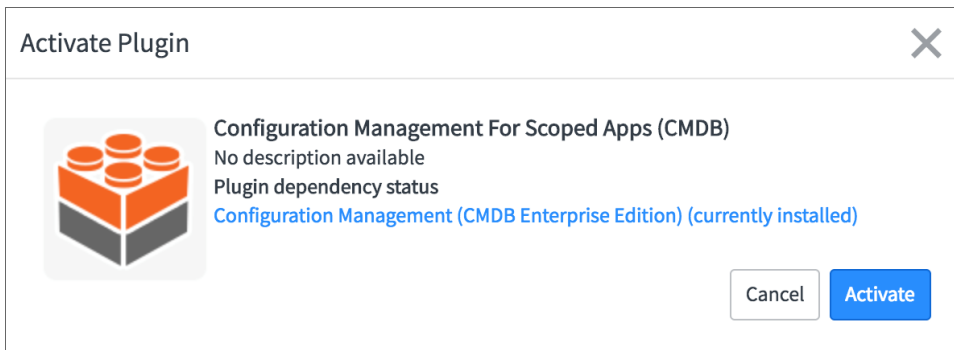 Activate Plugin
Configuration Management For Scoped Apps (CMDB)
No description available
Plugin dependency status
Configuration Management (CMDB Enterprise Edition) (currently installed)
Cancel
Activate